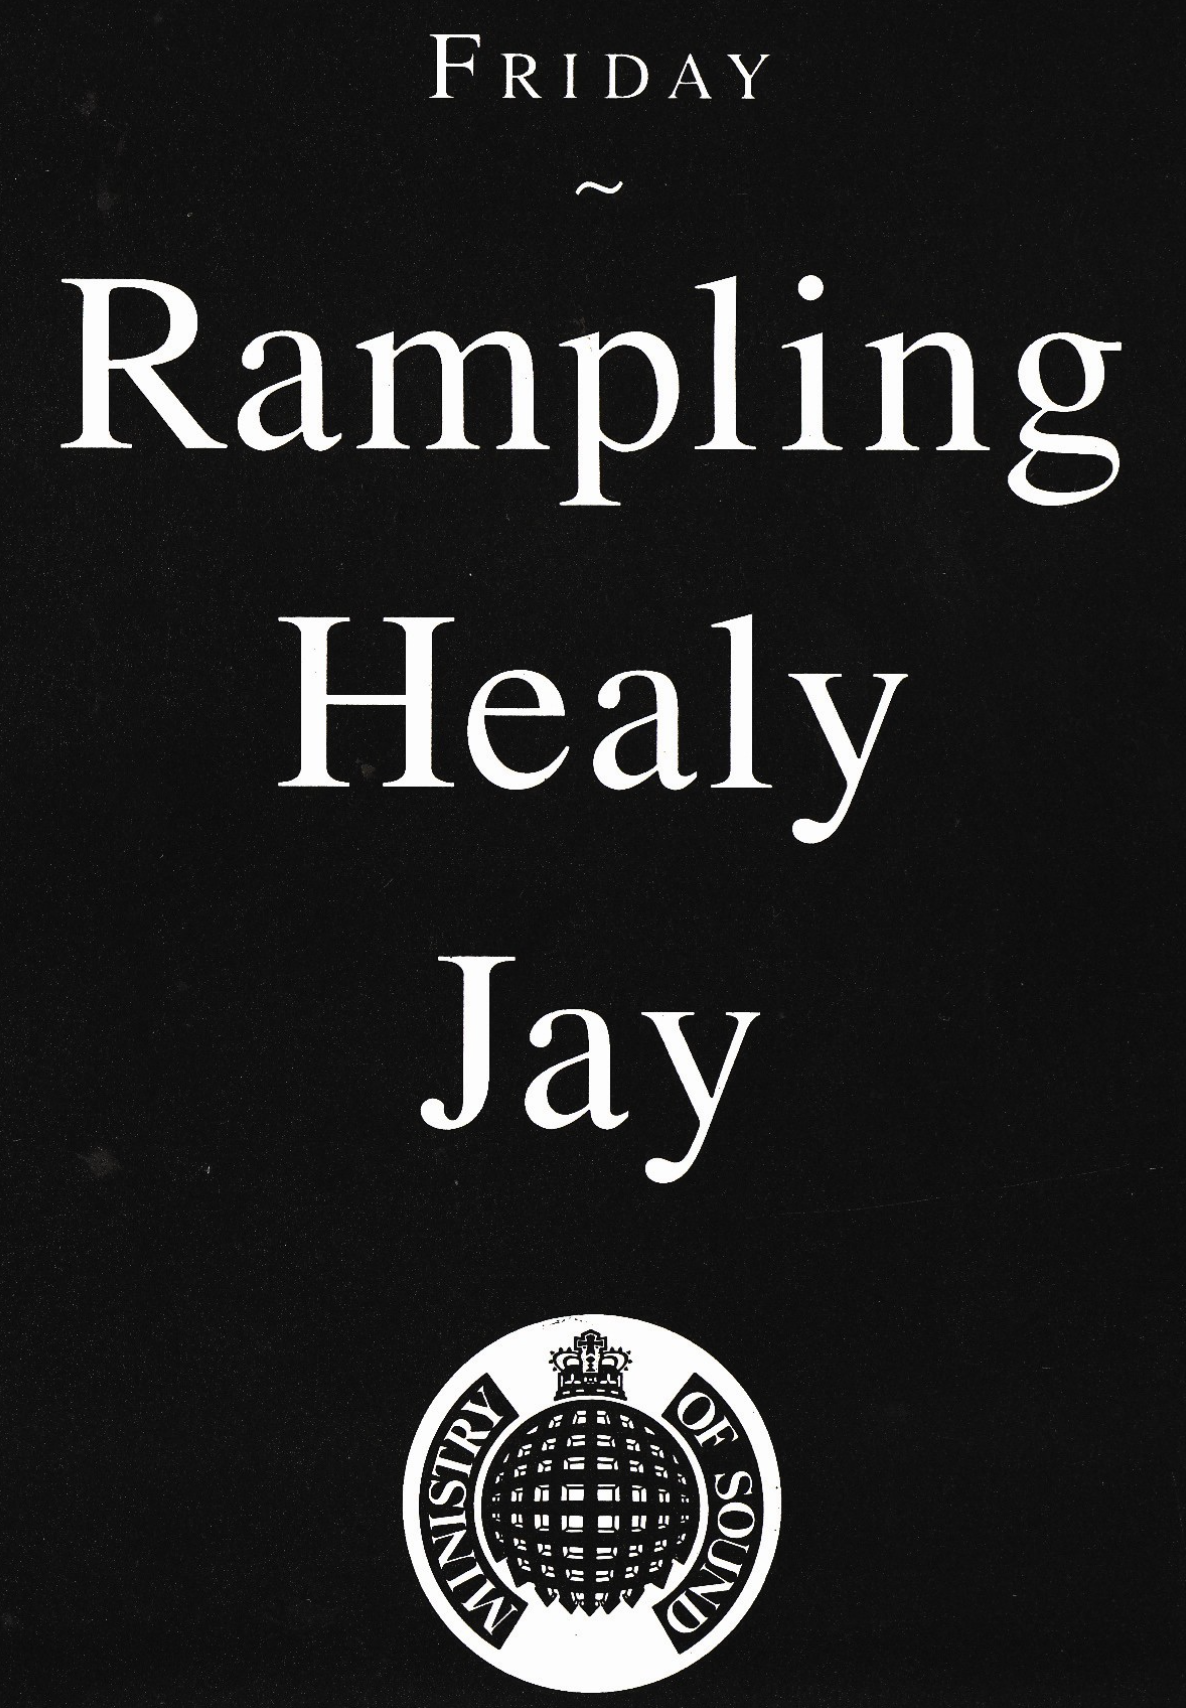 FRIDAY
~
Rampling
Healy
Jay
MINISTRY OF SOUND